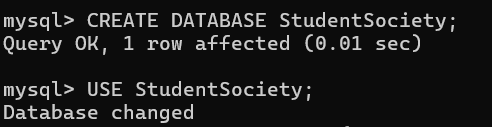 mysql> CREATE DATABASE StudentSociety;
Query OK, 1 row affected (0.01 sec)
mysql> USE StudentSociety;
Database changed